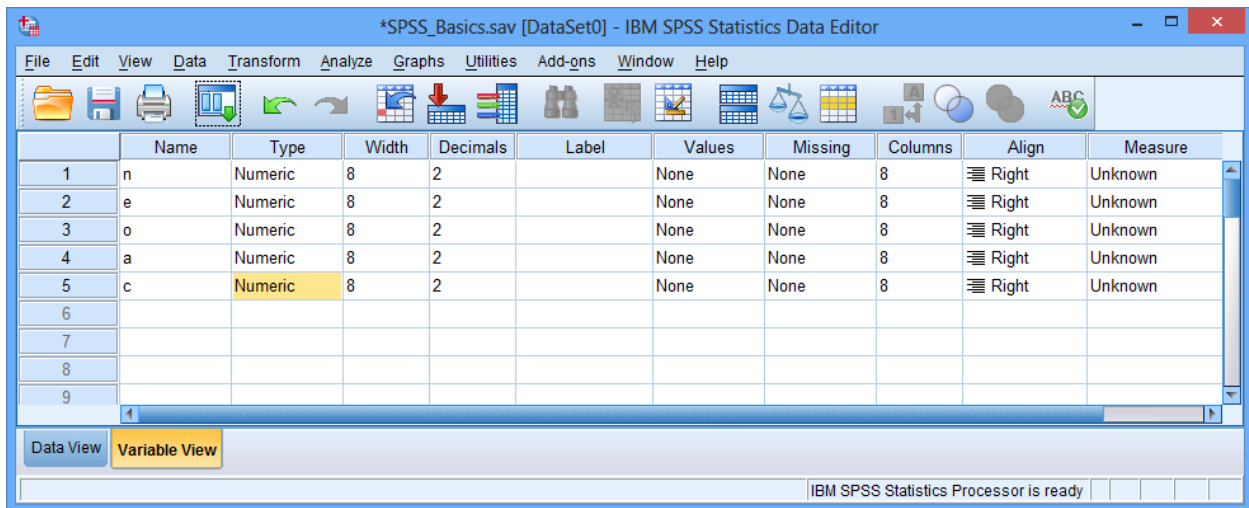 *SPSS_Basics.sav [DataSet0] - IBM SPSS Statistics Data Editor
File Edit View Data Transform Analyze Graphs Utilities Add-ons Window Help
A 1 ABC
Name Type Width Decimals Label Values Missing Columns Align Measure
1 n Numeric 8 2 None None 8 Right Unknown
2 e Numeric 8 2 None None 8 Right Unknown
3 o Numeric 8 2 None None 8 Right Unknown
4 a Numeric 8 2 None None 8 Right Unknown
5 c Numeric 8 2 None None 8 Right Unknown
6
7
8
9
Data View Variable View
IBM SPSS Statistics Processor is ready